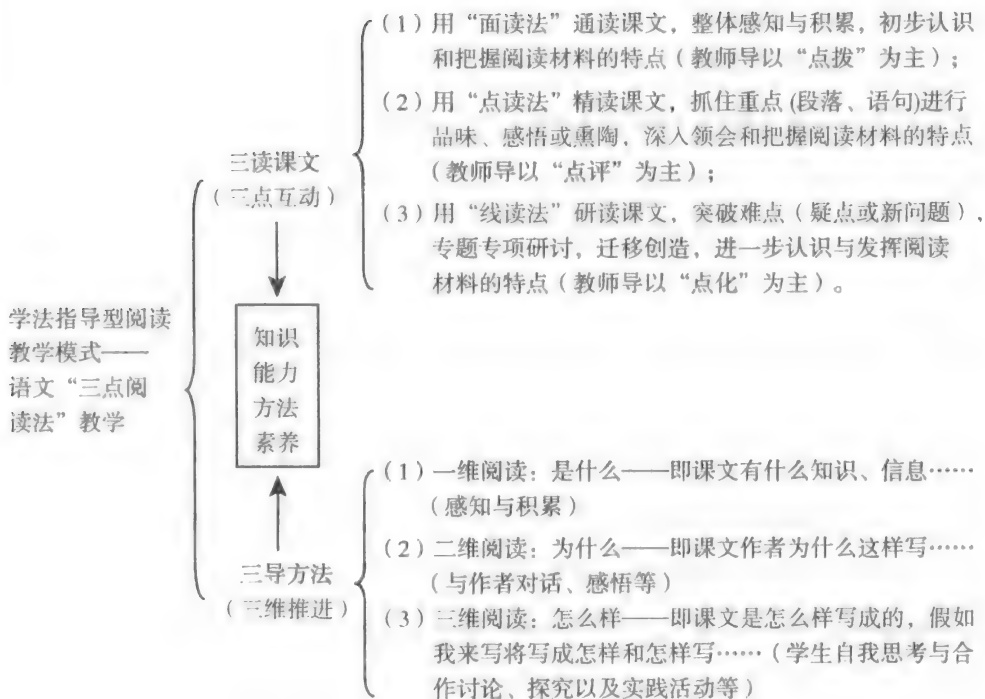 （1）用“面读法”通读课文，整体感知与积累，初步认识
和把握阅读材料的特点（教师导以“点拨”为主）；
（2）用“点读法”精读课文，抓住重点(段落、语句)进行
品味、感悟或熏陶，深入领会和把握阅读材料的特点
（教师导以“点评”为主）；
（3）用“线读法”研读课文，突破难点（疑点或新问题），
专题专项研讨，迁移创造，进一步认识与发挥阅读
材料的特点（教师导以“点化”为主）。
三读课文
（三点互动）
学法指导型阅读
教学模式——
语文“三点阅
读法”教学
知识
能力
方法
素养
三导方法
（三维推进）
（1）一维阅读：是什么——即课文有什么知识、信息……
（感知与积累）
（2）二维阅读：为什么——即课文作者为什么这样写……
（与作者对话、感悟等）
（3）三维阅读：怎么样——即课文是怎么样写成的，假如
我来写将写成怎样和怎样写……（学生自我思考与合
作讨论、探究以及实践活动等）